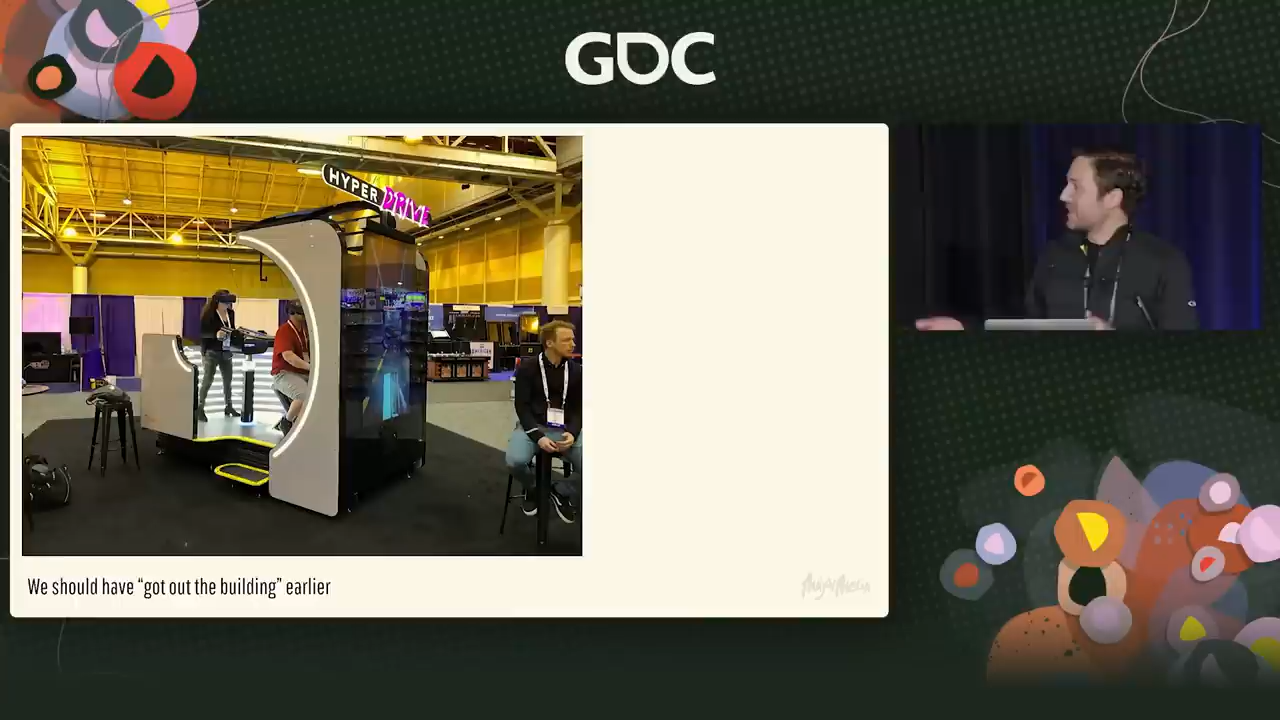 GDC
HYPER DRIVE
We should have “got out the building” earlier